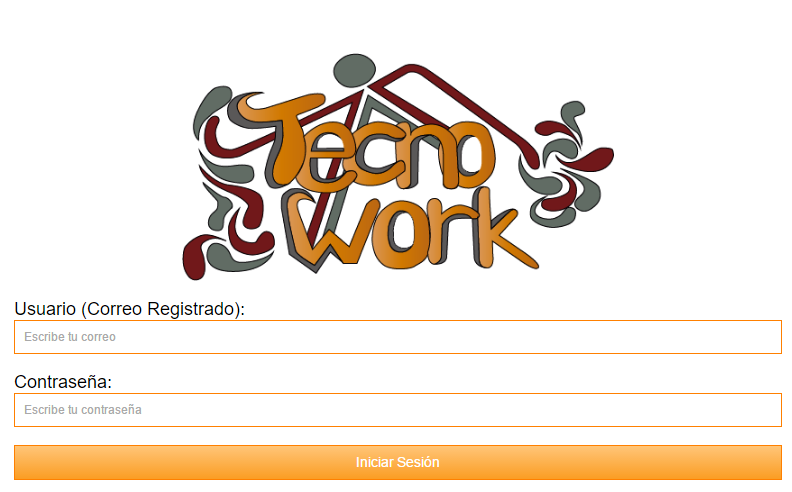 Tecno
work
Usuario (Correo Registrado):
Escribe tu correo
Contraseña:
Escribe tu contraseña
Iniciar Sesión